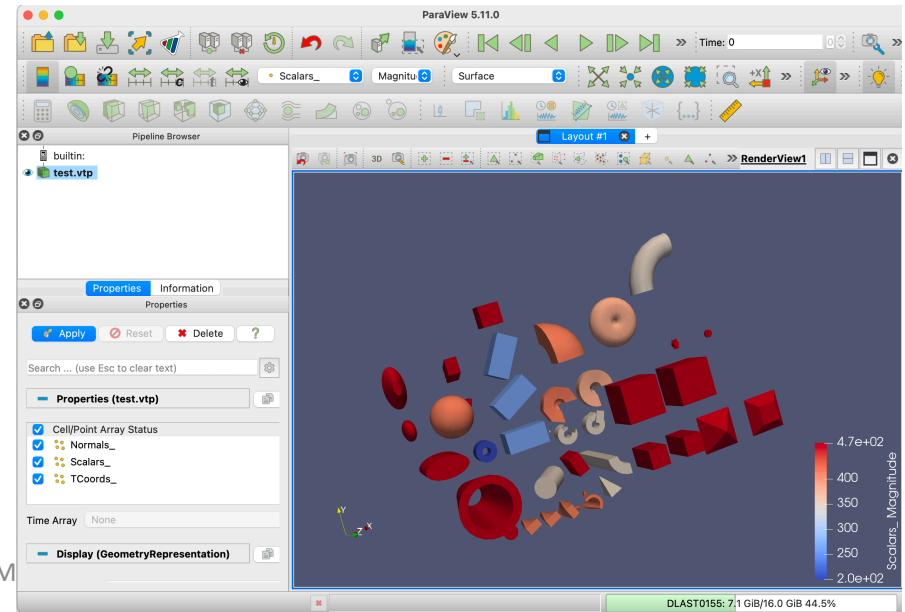 ParaView 5.11.0
Time: 0
Scalars_
Magnitu
Surface
Pipeline Browser
Layout #1
+
builtin:
test.vtp
3D
RenderView1
Properties
Information
Properties
Apply
Reset
Delete
?
Search ... (use Esc to clear text)
Properties (test.vtp)
Cell/Point Array Status
Normals_
Scalars_
TCoords_
Time Array
None
Display (GeometryRepresentation)
4.7e+02
400
350
300
250
2.0e+02
Scalars_ Magnitude
Y
Z
X
M
DLAST0155: 7.1 GiB/16.0 GiB 44.5%